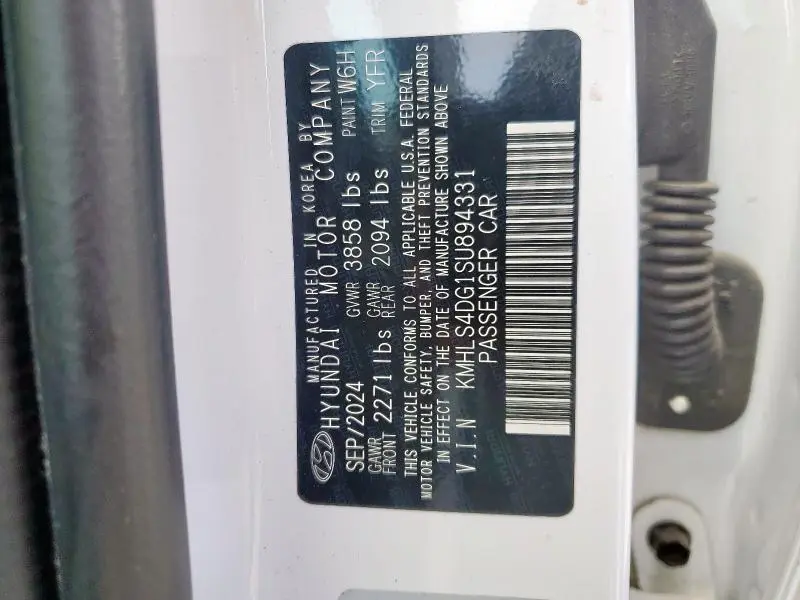 MANUFACTURED IN KOREA BY
HYUNDAI MOTOR COMPANY
SEP/2024 GVWR 3858 lbs PAINT W6H
GAWR FRONT 2271 lbs GAWR REAR 2094 lbs TRIM YFR
THIS VEHICLE CONFORMS TO ALL APPLICABLE U.S.A. FEDERAL
MOTOR VEHICLE SAFETY, BUMPER, AND THEFT PREVENTION STANDARDS
IN EFFECT ON THE DATE OF MANUFACTURE SHOWN ABOVE
V.I.N KMHLS4DG1SU894331
PASSENGER CAR